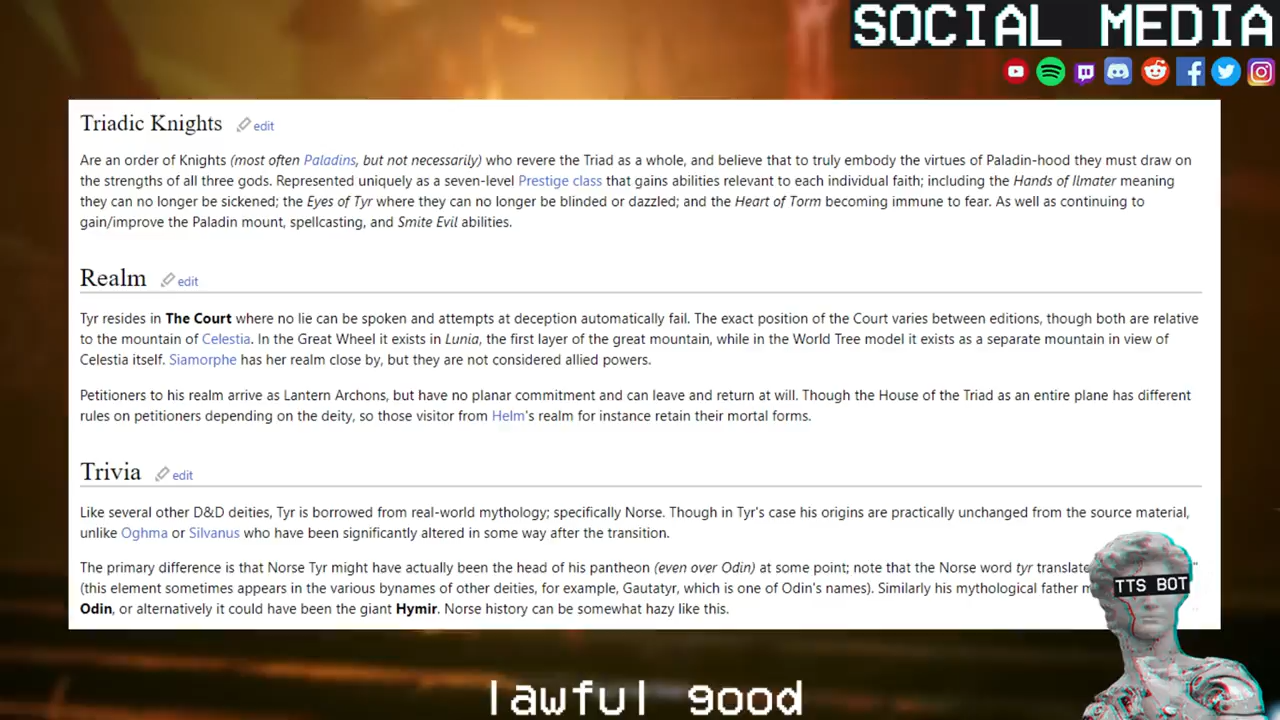 SOCIAL MEDIA
Triadic Knights edit
Are an order of Knights (most often Paladins, but not necessarily) who revere the Triad as a whole, and believe that to truly embody the virtues of Paladin-hood they must draw on
the strengths of all three gods. Represented uniquely as a seven-level Prestige class that gains abilities relevant to each individual faith; including the Hands of Ilmater meaning
they can no longer be sickened; the Eyes of Tyr where they can no longer be blinded or dazzled; and the Heart of Torm becoming immune to fear. As well as continuing to
gain/improve the Paladin mount, spellcasting, and Smite Evil abilities.
Realm edit
Tyr resides in The Court where no lie can be spoken and attempts at deception automatically fail. The exact position of the Court varies between editions, though both are relative
to the mountain of Celestia. In the Great Wheel it exists in Lunia, the first layer of the great mountain, while in the World Tree model it exists as a separate mountain in view of
Celestia itself. Siamorphe has her realm close by, but they are not considered allied powers.
Petitioners to his realm arrive as Lantern Archons, but have no planar commitment and can leave and return at will. Though the House of the Triad as an entire plane has different
rules on petitioners depending on the deity, so those visitor from Helm's realm for instance retain their mortal forms.
Trivia edit
Like several other D&D deities, Tyr is borrowed from real-world mythology; specifically Norse. Though in Tyr's case his origins are practically unchanged from the source material,
unlike Oghma or Silvanus who have been significantly altered in some way after the transition.
The primary difference is that Norse Tyr might have actually been the head of his pantheon (even over Odin) at some point; note that the Norse word tyr
(this element sometimes appears in the various bynames of other deities, for example, Gautatyr, which is one of Odin's names). Similarly his mythological father
Odin, or alternatively it could have been the giant Hymir. Norse history can be somewhat hazy like this.
TTS BOT
lawful good